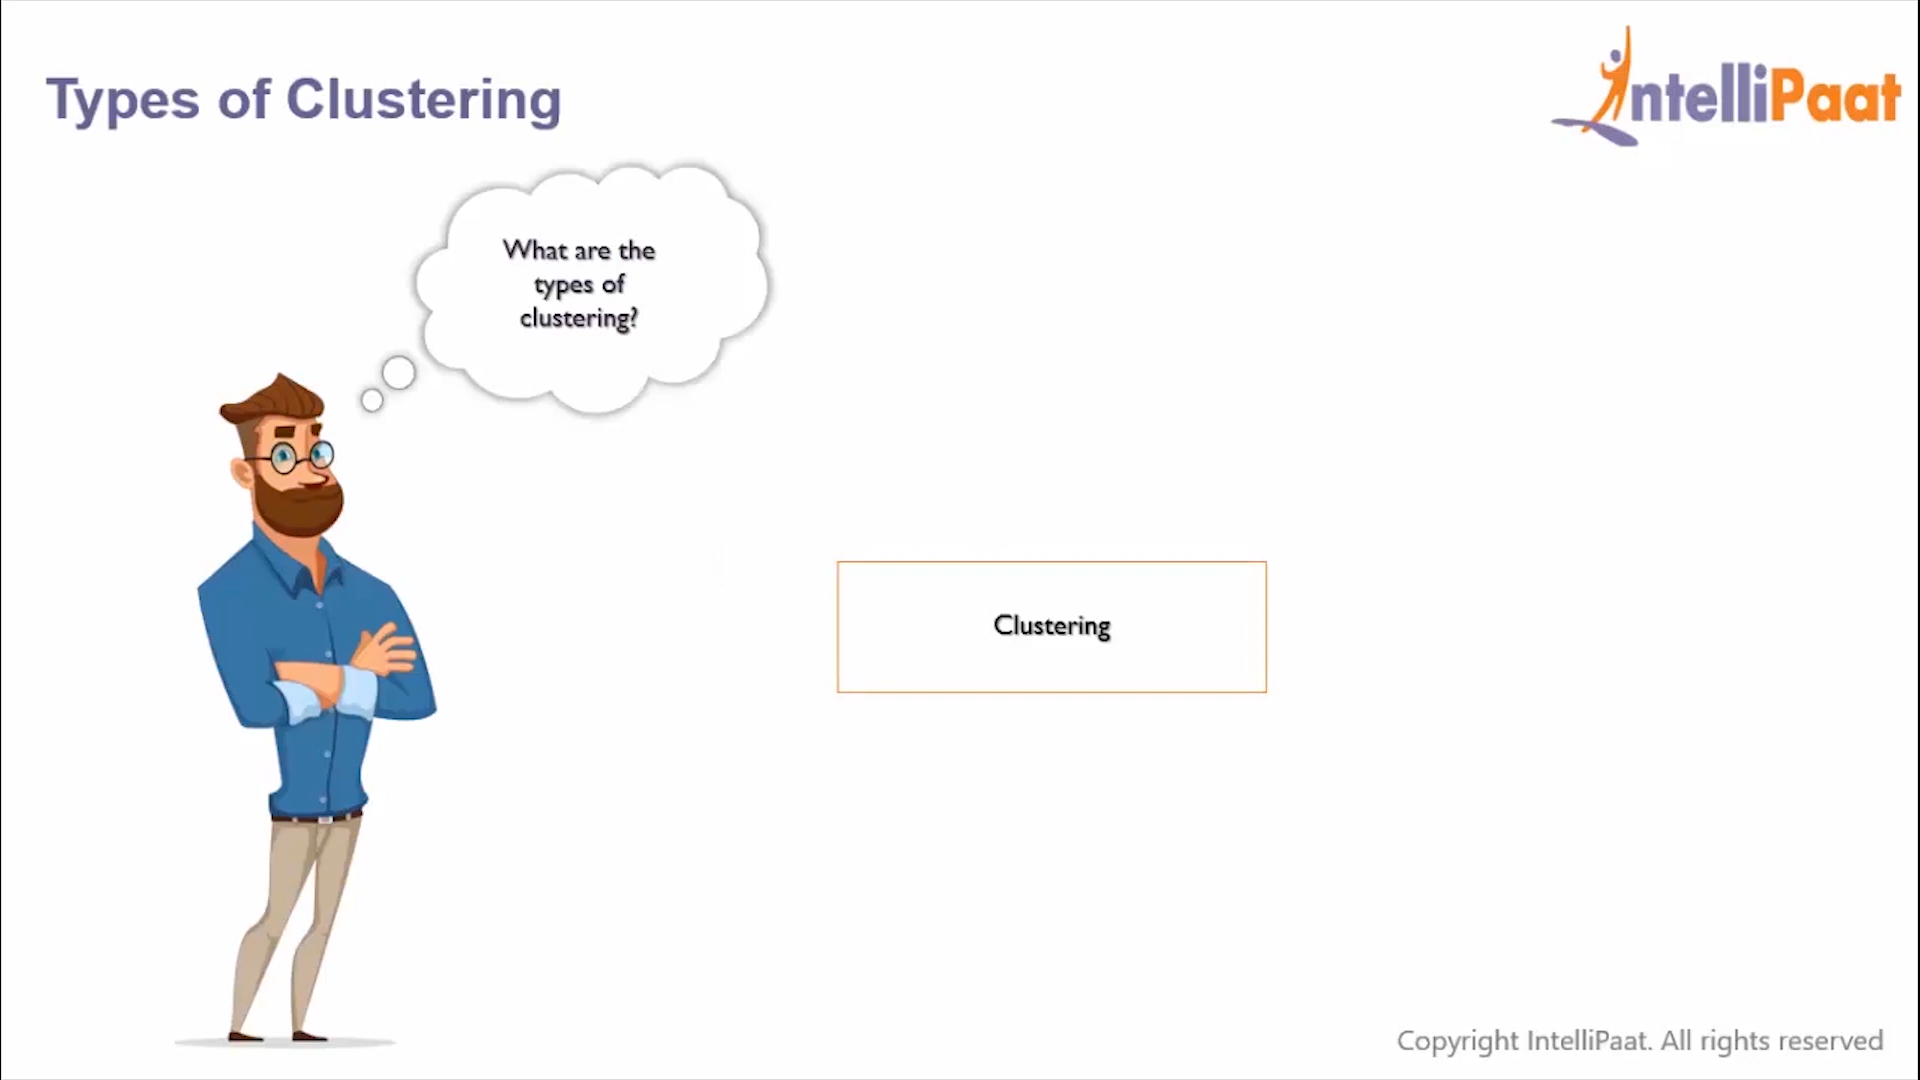 Types of Clustering
IntelliPaat
What are the
types of
clustering?
Clustering
Copyright IntelliPaat. All rights reserved